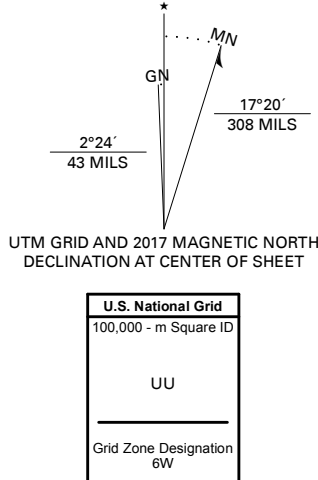 ★
MN
GN
17°20´
308 MILS
2°24´
43 MILS
UTM GRID AND 2017 MAGNETIC NORTH
DECLINATION AT CENTER OF SHEET
U.S. National Grid
100,000 - m Square ID
UU
Grid Zone Designation
6W